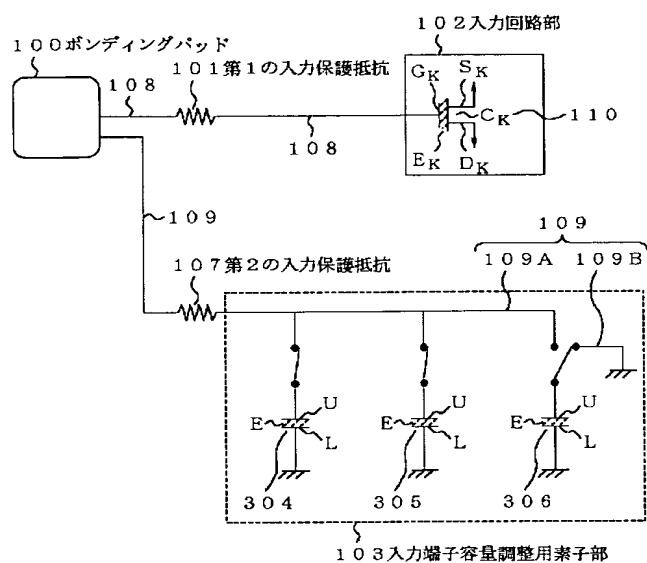 102入力回路部
100ボンディングパッド
101第1の入力保護抵抗
108
GK
SK
CK
110
108
EK
DK
109
109
107第2の入力保護抵抗
109A
109B
U
U
U
E
E
E
L
L
L
304
305
306
103入力端子容量調整用素子部